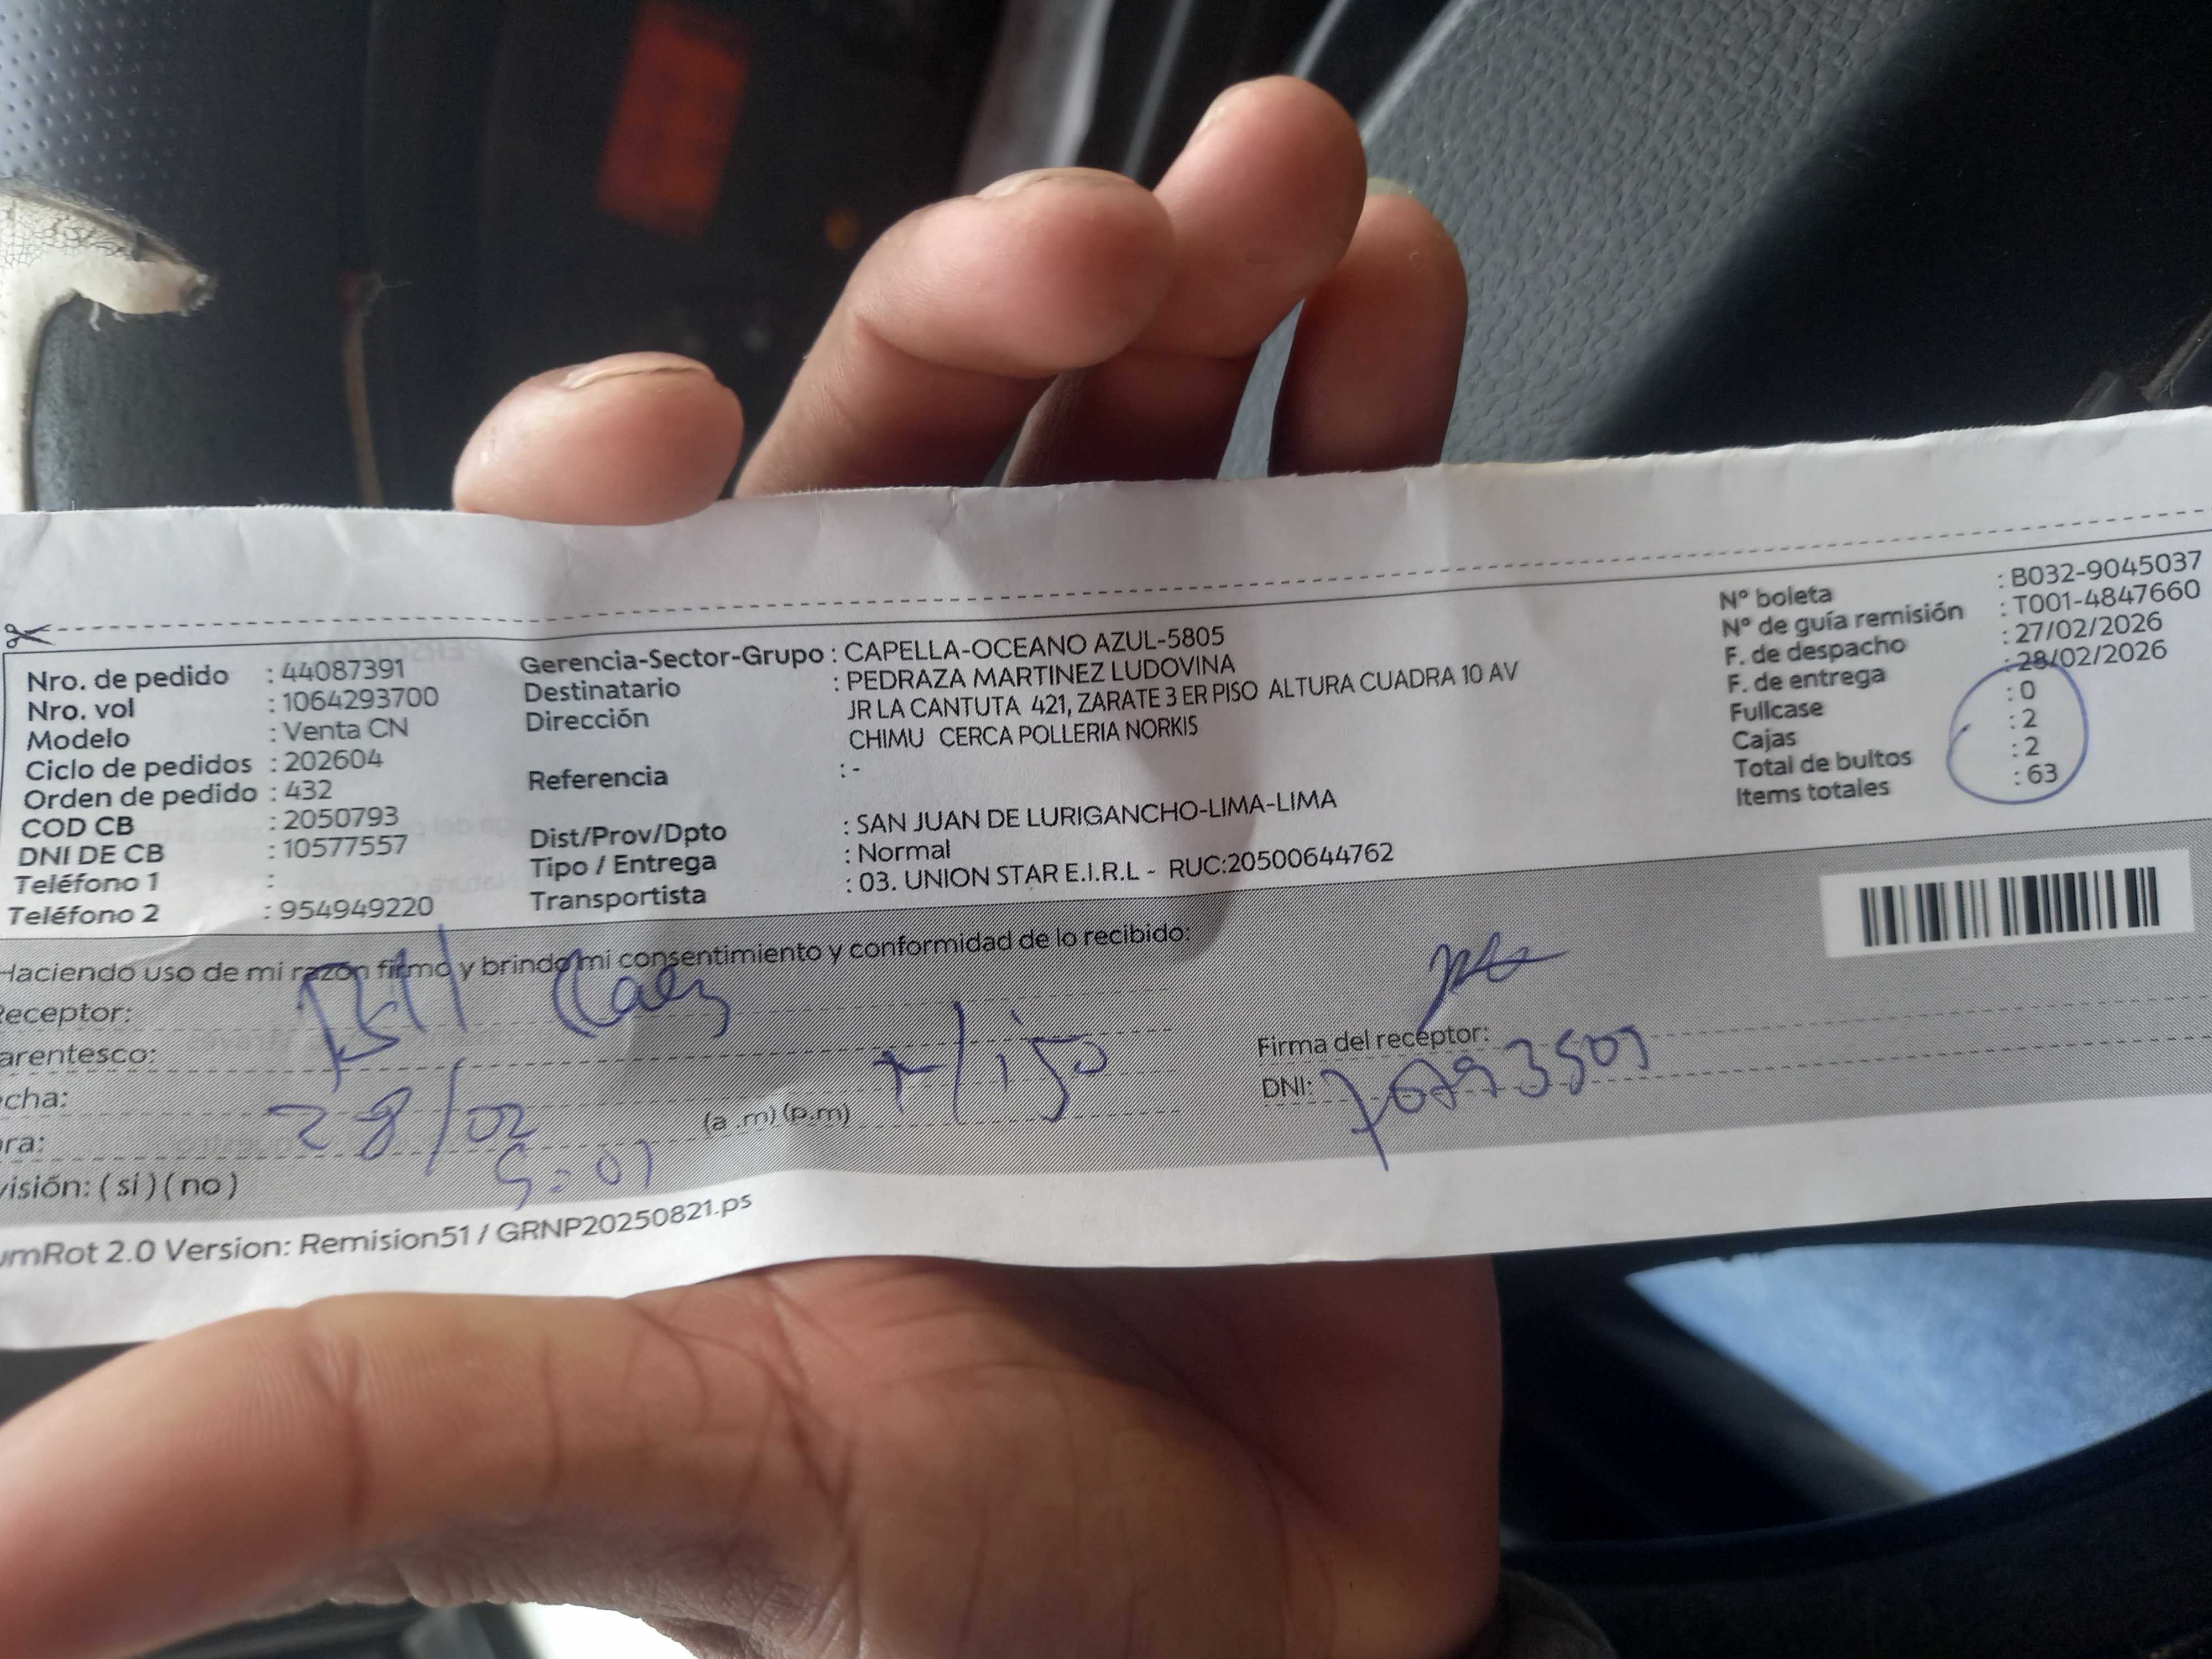 Nro. de pedido : 44087391
Nro. vol : 1064293700
Modelo : Venta CN
Ciclo de pedidos : 202604
Orden de pedido : 432
COD CB : 2050793
DNI DE CB : 10577557
Teléfono 1 :
Teléfono 2 : 954949220
Gerencia-Sector-Grupo : CAPELLA-OCEANO AZUL-5805
Destinatario : PEDRAZA MARTINEZ LUDOVINA
Dirección JR LA CANTUTA 421, ZARATE 3 ER PISO ALTURA CUADRA 10 AV
CHIMU CERCA POLLERIA NORKIS
Referencia : -
Dist/Prov/Dpto : SAN JUAN DE LURIGANCHO-LIMA-LIMA
Tipo / Entrega : Normal
Transportista : 03. UNION STAR E.I.R.L - RUC:20500644762
Nº boleta : B032-9045037
Nº de guía remisión : T001-4847660
F. de despacho : 27/02/2026
F. de entrega : 28/02/2026
Fullcase : 0
Cajas : 2
Total de bultos : 2
Items totales : 63
Haciendo uso de mi razón firmo y brindo mi consentimiento y conformidad de lo recibido:
Receptor:
arentesco:
cha: 28/02
ra: (a .m) (p.m)
visión: ( si ) ( no )
Firma del receptor:
DNI:
umRot 2.0 Version: Remision51 / GRNP20250821.ps